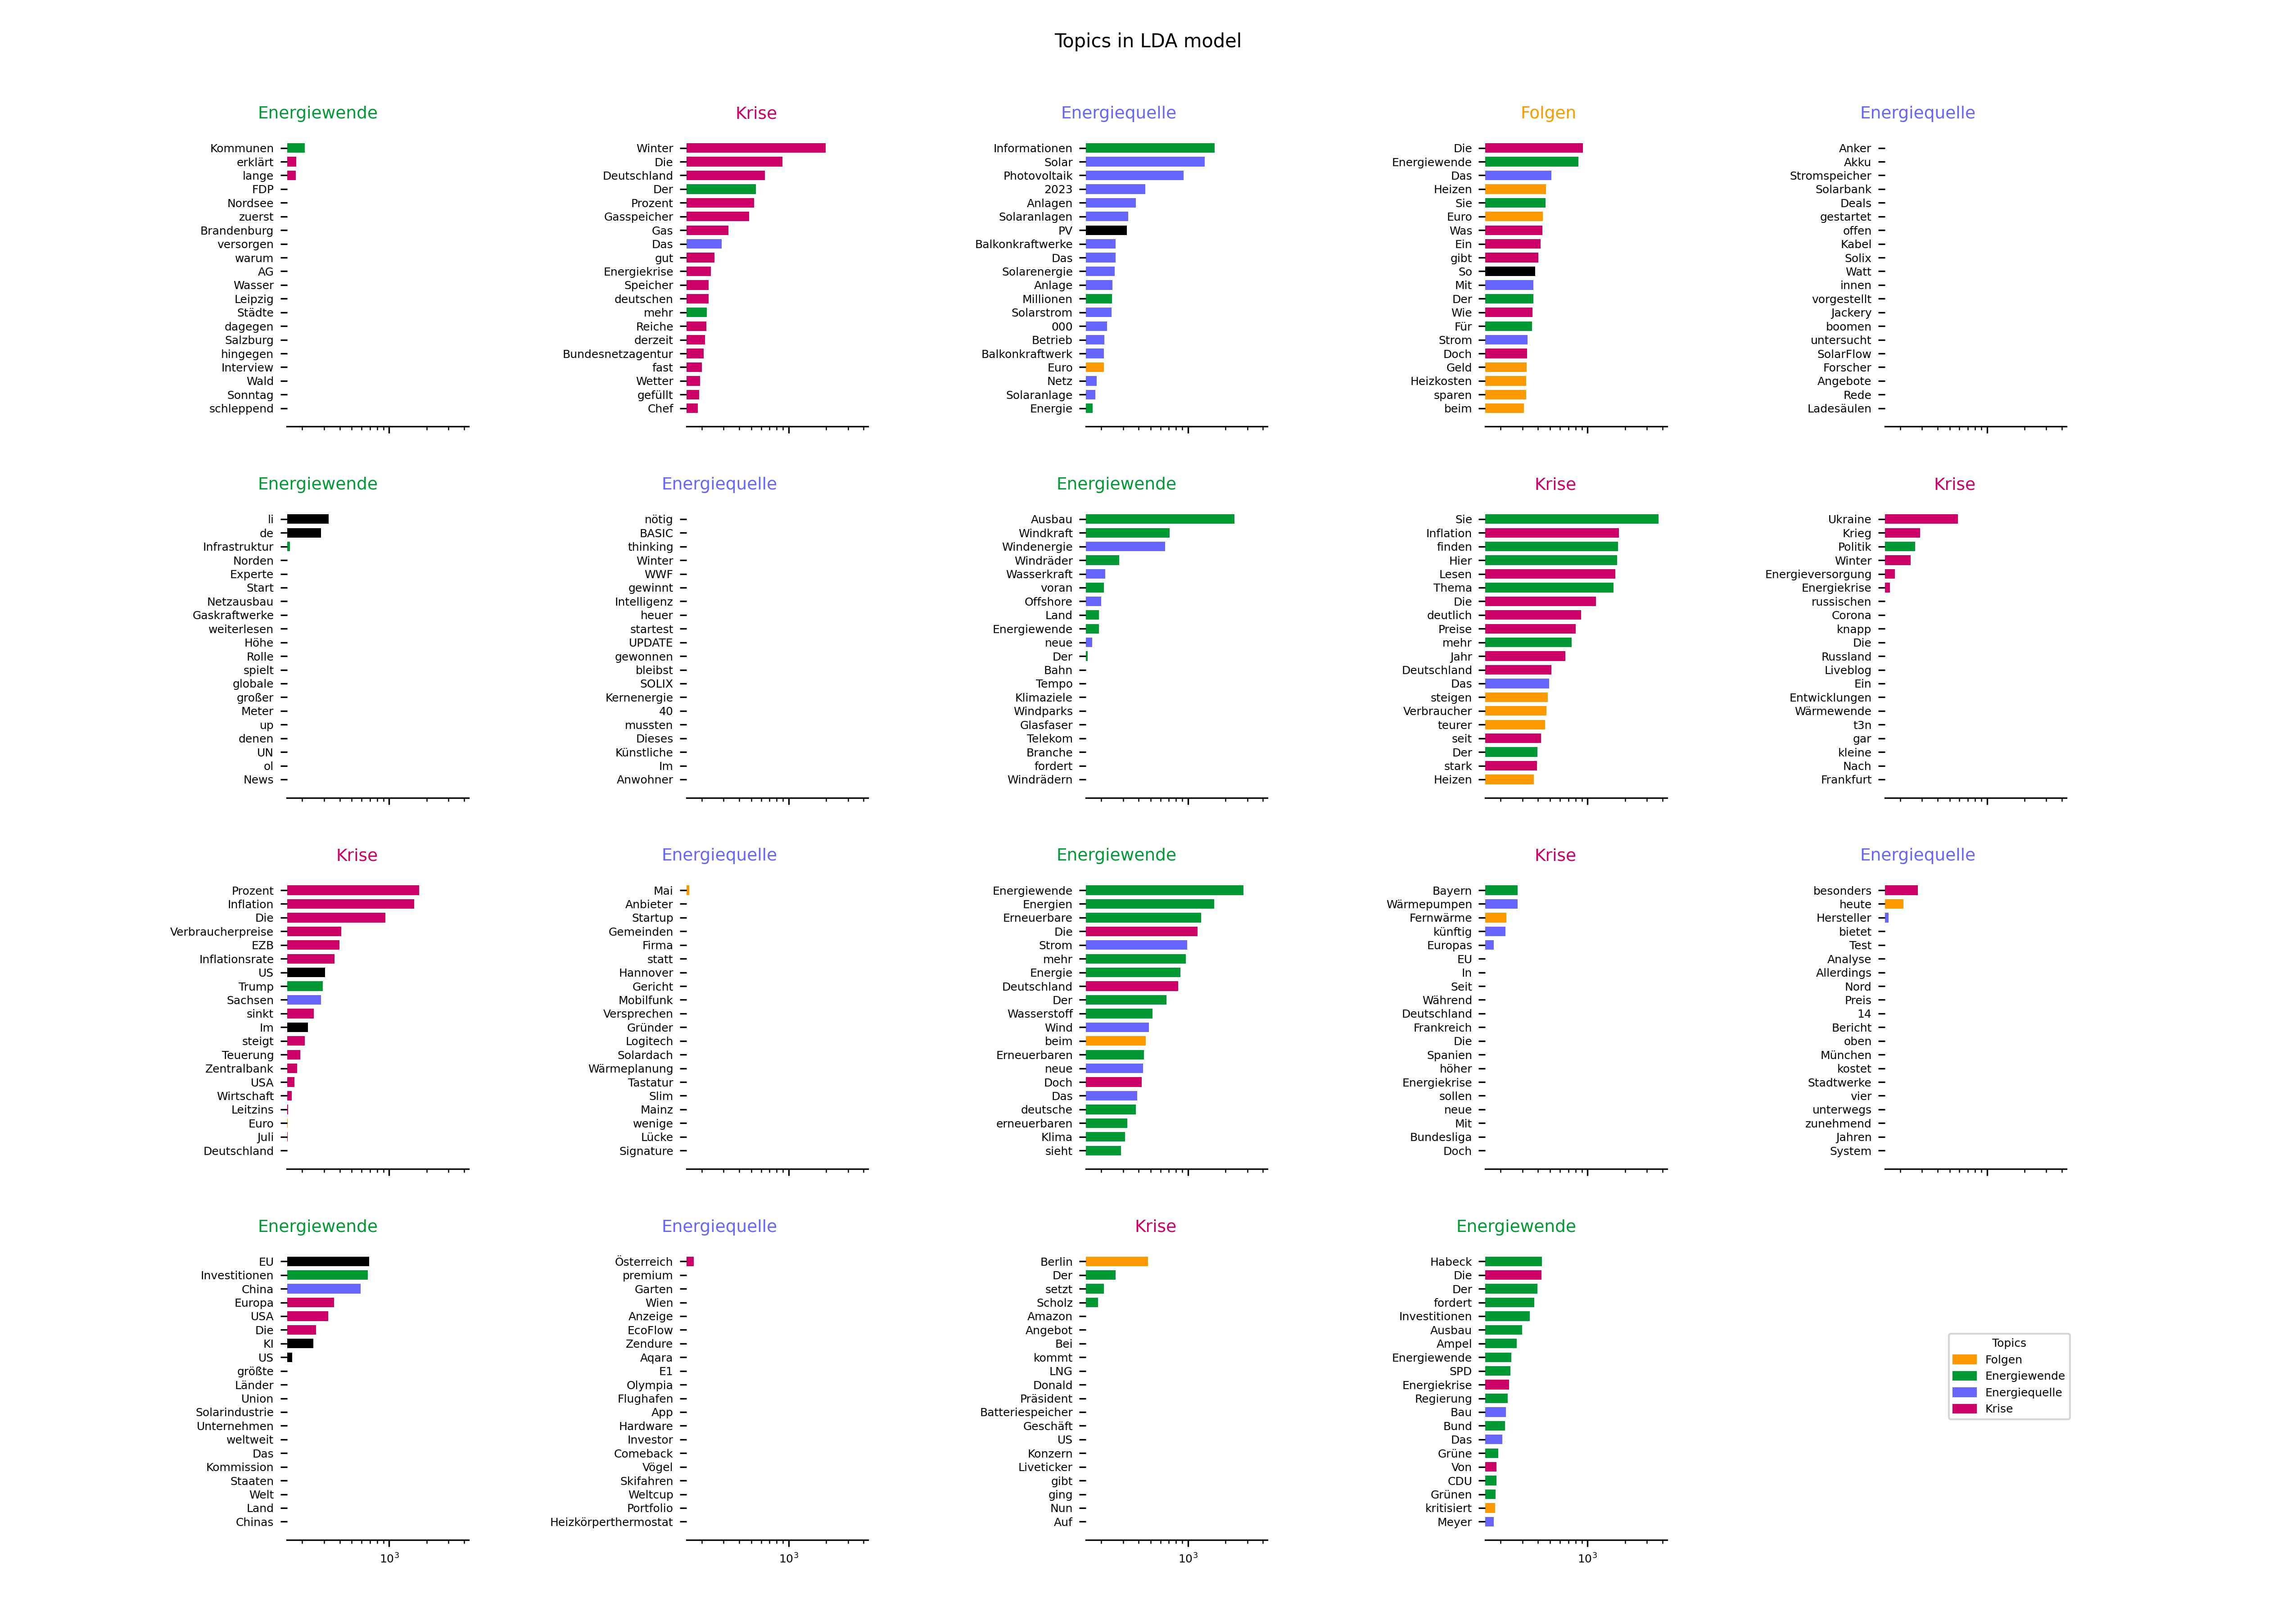 Topics in LDA model
Energiewende
Kommunen
erklärt
lange
FDP
Nordsee
zuerst
Brandenburg
versorgen
warum
AG
Wasser
Leipzig
Städte
dagegen
Salzburg
hingegen
Interview
Wald
Sonntag
schleppend
Krise
Winter
Die
Deutschland
Der
Prozent
Gasspeicher
Gas
Das
gut
Energiekrise
Speicher
deutschen
mehr
Reiche
derzeit
Bundesnetzagentur
fast
Wetter
gefüllt
Chef
Energiequelle
Informationen
Solar
Photovoltaik
2023
Anlagen
Solaranlagen
PV
Balkonkraftwerke
Das
Solarenergie
Anlage
Millionen
Solarstrom
000
Betrieb
Balkonkraftwerk
Euro
Netz
Solaranlage
Energie
Folgen
Die
Energiewende
Das
Heizen
Sie
Euro
Was
Ein
gibt
So
Mit
Der
Wie
Für
Strom
Doch
Geld
Heizkosten
sparen
beim
Energiequelle
Anker
Akku
Stromspeicher
Solarbank
Deals
gestartet
offen
Kabel
Solix
Watt
innen
vorgestellt
Jackery
boomen
untersucht
SolarFlow
Forscher
Angebote
Rede
Ladesäulen
Energiewende
li
de
Infrastruktur
Norden
Experte
Start
Netzausbau
Gaskraftwerke
weiterlesen
Höhe
Rolle
spielt
globale
großer
Meter
up
denen
UN
ol
News
Energiequelle
nötig
BASIC
thinking
Winter
WWF
gewinnt
Intelligenz
heuer
startest
UPDATE
gewonnen
bleibst
SOLIX
Kernenergie
40
mussten
Dieses
Künstliche
Im
Anwohner
Energiewende
Ausbau
Windkraft
Windenergie
Windräder
Wasserkraft
voran
Offshore
Land
Energiewende
neue
Der
Bahn
Tempo
Klimaziele
Windparks
Glasfaser
Telekom
Branche
fordert
Windrädern
Krise
Sie
Inflation
finden
Hier
Lesen
Thema
Die
deutlich
Preise
mehr
Jahr
Deutschland
Das
steigen
Verbraucher
teurer
seit
Der
stark
Heizen
Krise
Ukraine
Krieg
Politik
Winter
Energieversorgung
Energiekrise
russischen
Corona
knapp
Die
Russland
Liveblog
Ein
Entwicklungen
Wärmewende
t3n
gar
kleine
Nach
Frankfurt
Krise
Prozent
Inflation
Die
Verbraucherpreise
EZB
Inflationsrate
US
Trump
Sachsen
sinkt
Im
steigt
Teuerung
Zentralbank
USA
Wirtschaft
Leitzins
Euro
Juli
Deutschland
Energiequelle
Mai
Anbieter
Startup
Gemeinden
Firma
statt
Hannover
Gericht
Mobilfunk
Versprechen
Gründer
Logitech
Solardach
Wärmeplanung
Tastatur
Slim
Mainz
wenige
Lücke
Signature
Energiewende
Energiewende
Energien
Erneuerbare
Die
Strom
mehr
Energie
Deutschland
Der
Wasserstoff
Wind
beim
Erneuerbaren
neue
Doch
Das
deutsche
erneuerbaren
Klima
sieht
Krise
Bayern
Wärmepumpen
Fernwärme
künftig
Europas
EU
In
Seit
Während
Deutschland
Frankreich
Die
Spanien
höher
Energiekrise
sollen
neue
Mit
Bundesliga
Doch
Energiequelle
besonders
heute
Hersteller
bietet
Test
Analyse
Allerdings
Nord
Preis
14
Bericht
oben
München
kostet
Stadtwerke
vier
unterwegs
zunehmend
Jahren
System
Energiewende
EU
Investitionen
China
Europa
USA
Die
KI
US
größte
Länder
Union
Solarindustrie
Unternehmen
weltweit
Das
Kommission
Staaten
Welt
Land
Chinas
10³
Energiequelle
Österreich
premium
Garten
Wien
Anzeige
EcoFlow
Zendure
Aqara
E1
Olympia
Flughafen
App
Hardware
Investor
Comeback
Vögel
Skifahren
Weltcup
Portfolio
Heizkörperthermostat
10³
Krise
Berlin
Der
setzt
Scholz
Amazon
Angebot
Bei
kommt
LNG
Donald
Präsident
Batteriespeicher
Geschäft
US
Konzern
Liveticker
gibt
ging
Nun
Auf
10³
Energiewende
Habeck
Die
Der
fordert
Investitionen
Ausbau
Ampel
Energiewende
SPD
Energiekrise
Regierung
Bau
Bund
Das
Grüne
Von
CDU
Grünen
kritisiert
Meyer
10³
Topics
Folgen
Energiewende
Energiequelle
Krise